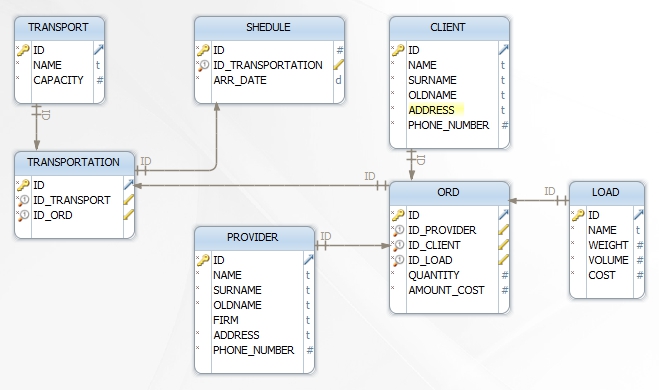 TRANSPORT
ID
NAME t
CAPACITY #
SHEDULE
ID #
ID_TRANSPORTATION
ARR_DATE d
CLIENT
ID
NAME t
SURNAME t
OLDNAME t
ADDRESS t
PHONE_NUMBER #
ID
ID
TRANSPORTATION
ID
ID_TRANSPORT
ID_ORD
ID
ID
ORD
ID
ID_PROVIDER
ID_CLIENT
ID_LOAD
QUANTITY #
AMOUNT_COST #
ID
LOAD
ID
NAME t
WEIGHT #
VOLUME #
COST #
PROVIDER
ID
NAME t
SURNAME t
OLDNAME t
FIRM t
ADDRESS t
PHONE_NUMBER #
ID